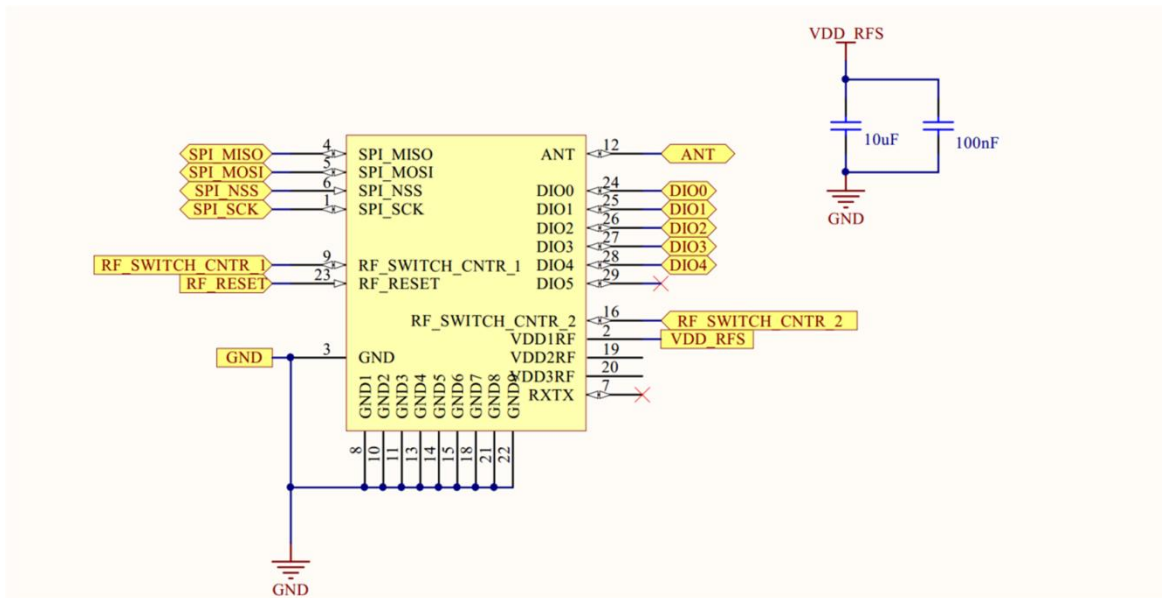 VDD_RFS
10uF
100nF
GND
SPI_MISO 4 SPI_MISO
SPI_MOSI 5 SPI_MOSI
SPI_NSS 6 SPI_NSS
SPI_SCK 1 SPI_SCK
RF_SWITCH_CNTR_1 9 RF_SWITCH_CNTR_1
RF_RESET 23 RF_RESET
GND 3 GND
ANT 12 ANT
DIO0 24 DIO0
DIO1 25 DIO1
DIO2 26 DIO2
DIO3 27 DIO3
DIO4 28 DIO4
DIO5 29
RF_SWITCH_CNTR_2 16 RF_SWITCH_CNTR_2
VDD1RF 2 VDD_RFS
VDD2RF 19
VDD3RF 20
RXTX 7
GND1 GND2 GND3 GND4 GND5 GND6 GND7 GND8 GND9
8 10 11 13 14 15 18 21 22
GND